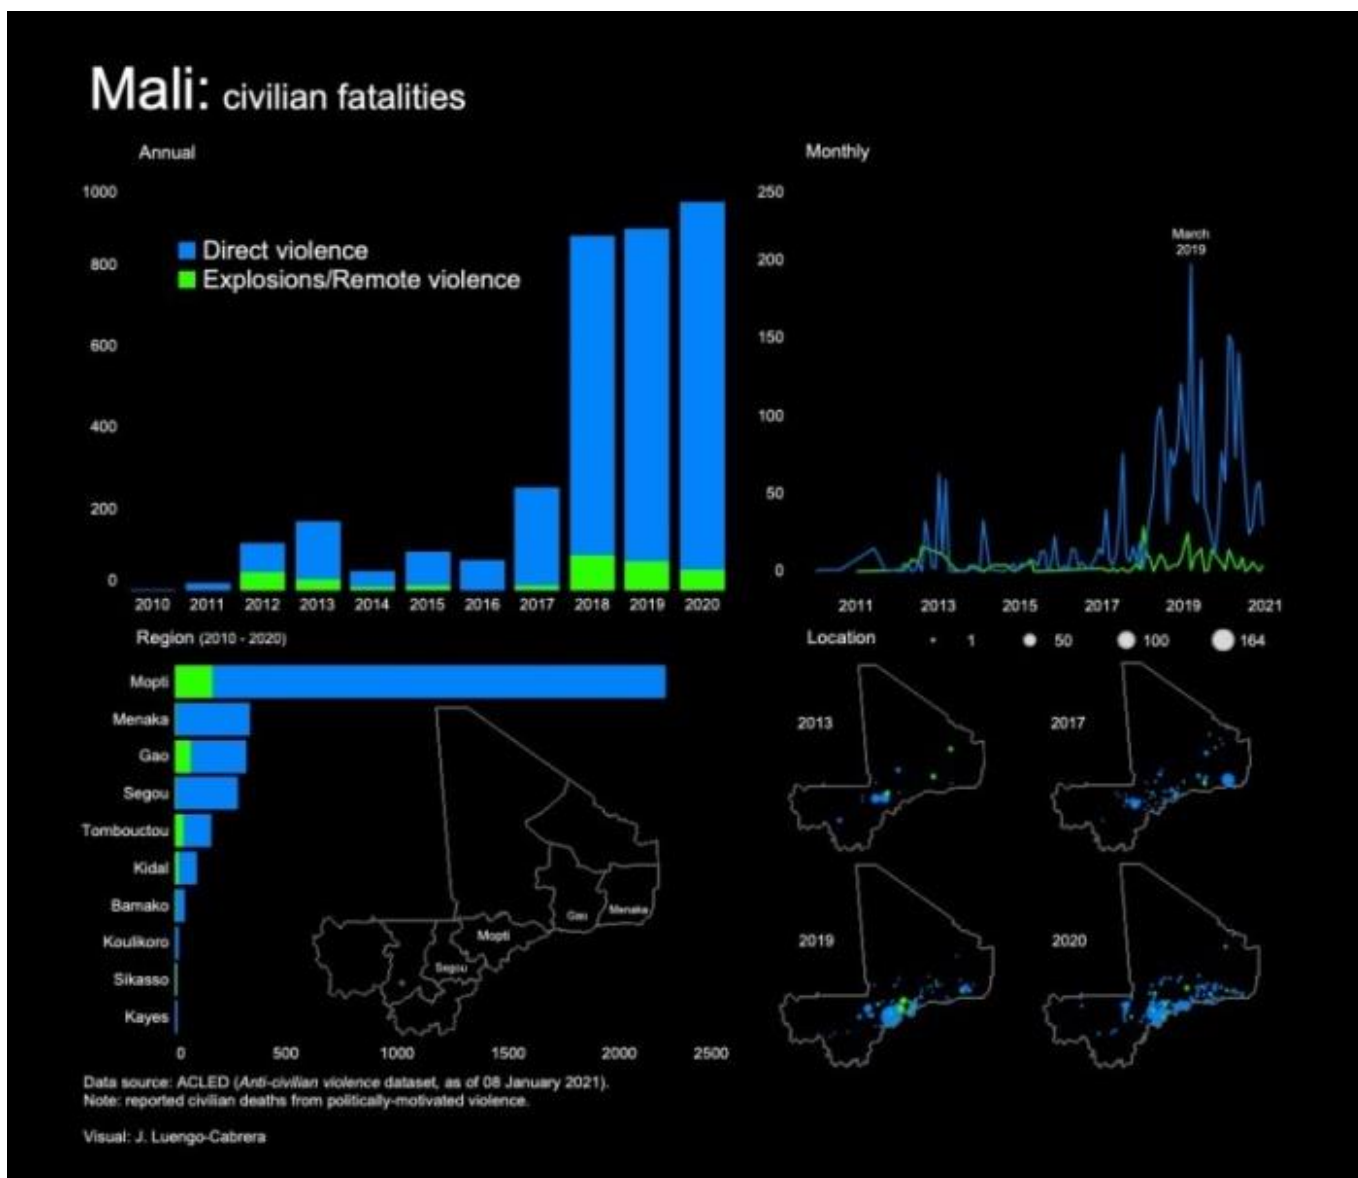 Mali: civilian fatalities
Annual
1000
800
600
400
200
0
Direct violence
Explosions/Remote violence
2010 2011 2012 2013 2014 2015 2016 2017 2018 2019 2020
Monthly
250
200
150
100
50
0
March
2019
2011 2013 2015 2017 2019 2021
Region (2010 - 2020)
Mopti
Menaka
Gao
Segou
Tombouctou
Kidal
Bamako
Koulikoro
Sikasso
Kayes
0 500 1000 1500 2000 2500
Gao
Menaka
Mopti
Segou
Location 1 50 100 164
2013
2017
2019
2020
Data source: ACLED (Anti-civilian violence dataset, as of 08 January 2021).
Note: reported civilian deaths from politically-motivated violence.
Visual: J. Luengo-Cabrera